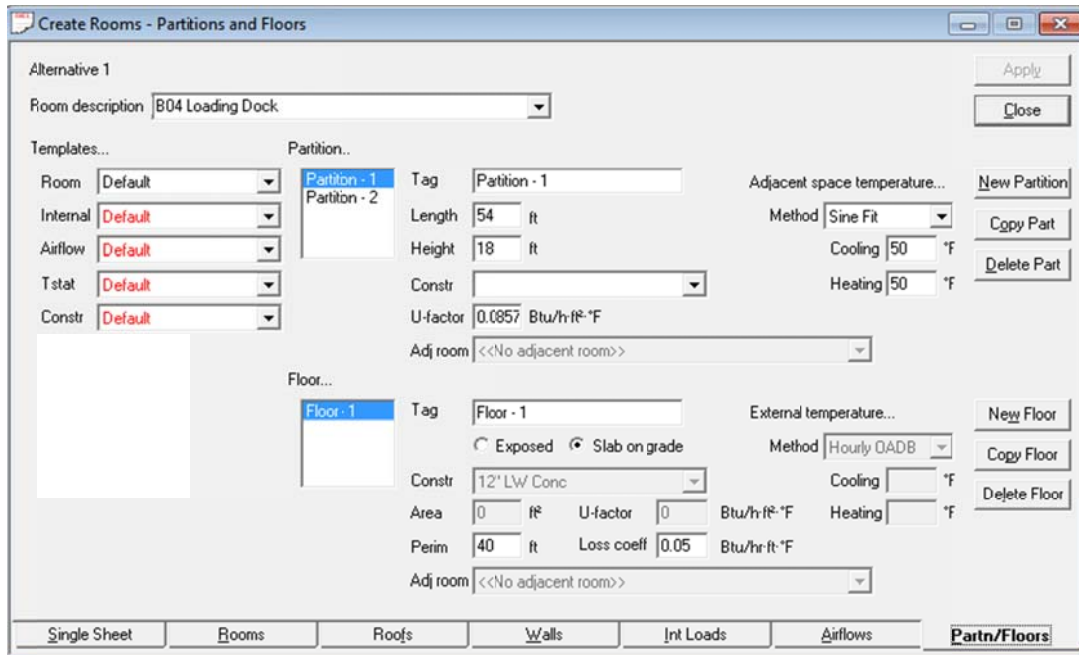 Create Rooms - Partitions and Floors
Alternative 1
Apply
Room description B04 Loading Dock
Close
Templates...
Partition..
Room Default
Partition - 1
Tag Partition - 1
Adjacent space temperature...
New Partition
Internal Default
Partition - 2
Length 54 ft
Method Sine Fit
Copy Part
Airflow Default
Height 18 ft
Cooling 50 °F
Delete Part
Tstat Default
Constr
Heating 50 °F
Constr Default
U-factor 0.0857 Btu/h·ft²·°F
Adj room <<No adjacent room>>
Floor...
Floor - 1
Tag Floor - 1
External temperature...
New Floor
Exposed Slab on grade
Method Hourly OADB
Copy Floor
Constr 12" LW Conc
Cooling °F
Delete Floor
Area 0 ft² U-factor 0 Btu/h·ft²·°F
Heating °F
Perim 40 ft Loss coeff 0.05 Btu/hr·ft·°F
Adj room <<No adjacent room>>
Single Sheet Rooms Roofs Walls Int Loads Airflows Partn/Floors